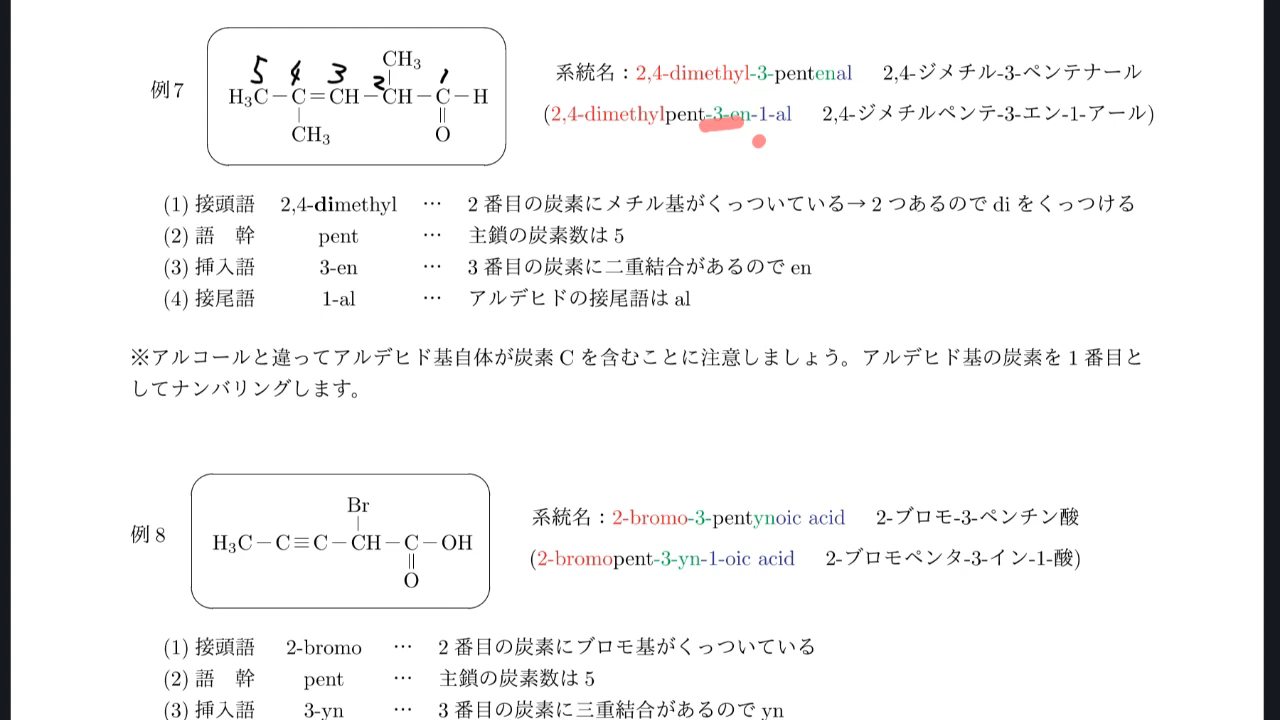 例7
5 4 3 2 1
CH₃
H₃C−C=CH−CH−C−H
CH₃ O
系統名：2,4-dimethyl-3-pentenal 2,4-ジメチル-3-ペンテナール
(2,4-dimethylpent-3-en-1-al 2,4-ジメチルペンテ-3-エン-1-アール)
(1) 接頭語 2,4-dimethyl … 2番目の炭素にメチル基がくっついている→2つあるので di をくっつける
(2) 語 幹 pent … 主鎖の炭素数は5
(3) 挿入語 3-en … 3番目の炭素に二重結合があるので en
(4) 接尾語 1-al … アルデヒドの接尾語は al
※アルコールと違ってアルデヒド基自体が炭素 C を含むことに注意しましょう。アルデヒド基の炭素を1番目と
してナンバリングします。
例8
Br
H₃C−C≡C−CH−C−OH
O
系統名：2-bromo-3-pentynoic acid 2-ブロモ-3-ペンチン酸
(2-bromopent-3-yn-1-oic acid 2-ブロモペンタ-3-イン-1-酸)
(1) 接頭語 2-bromo … 2番目の炭素にブロモ基がくっついている
(2) 語 幹 pent … 主鎖の炭素数は5
(3) 挿入語 3-yn … 3番目の炭素に三重結合があるので yn